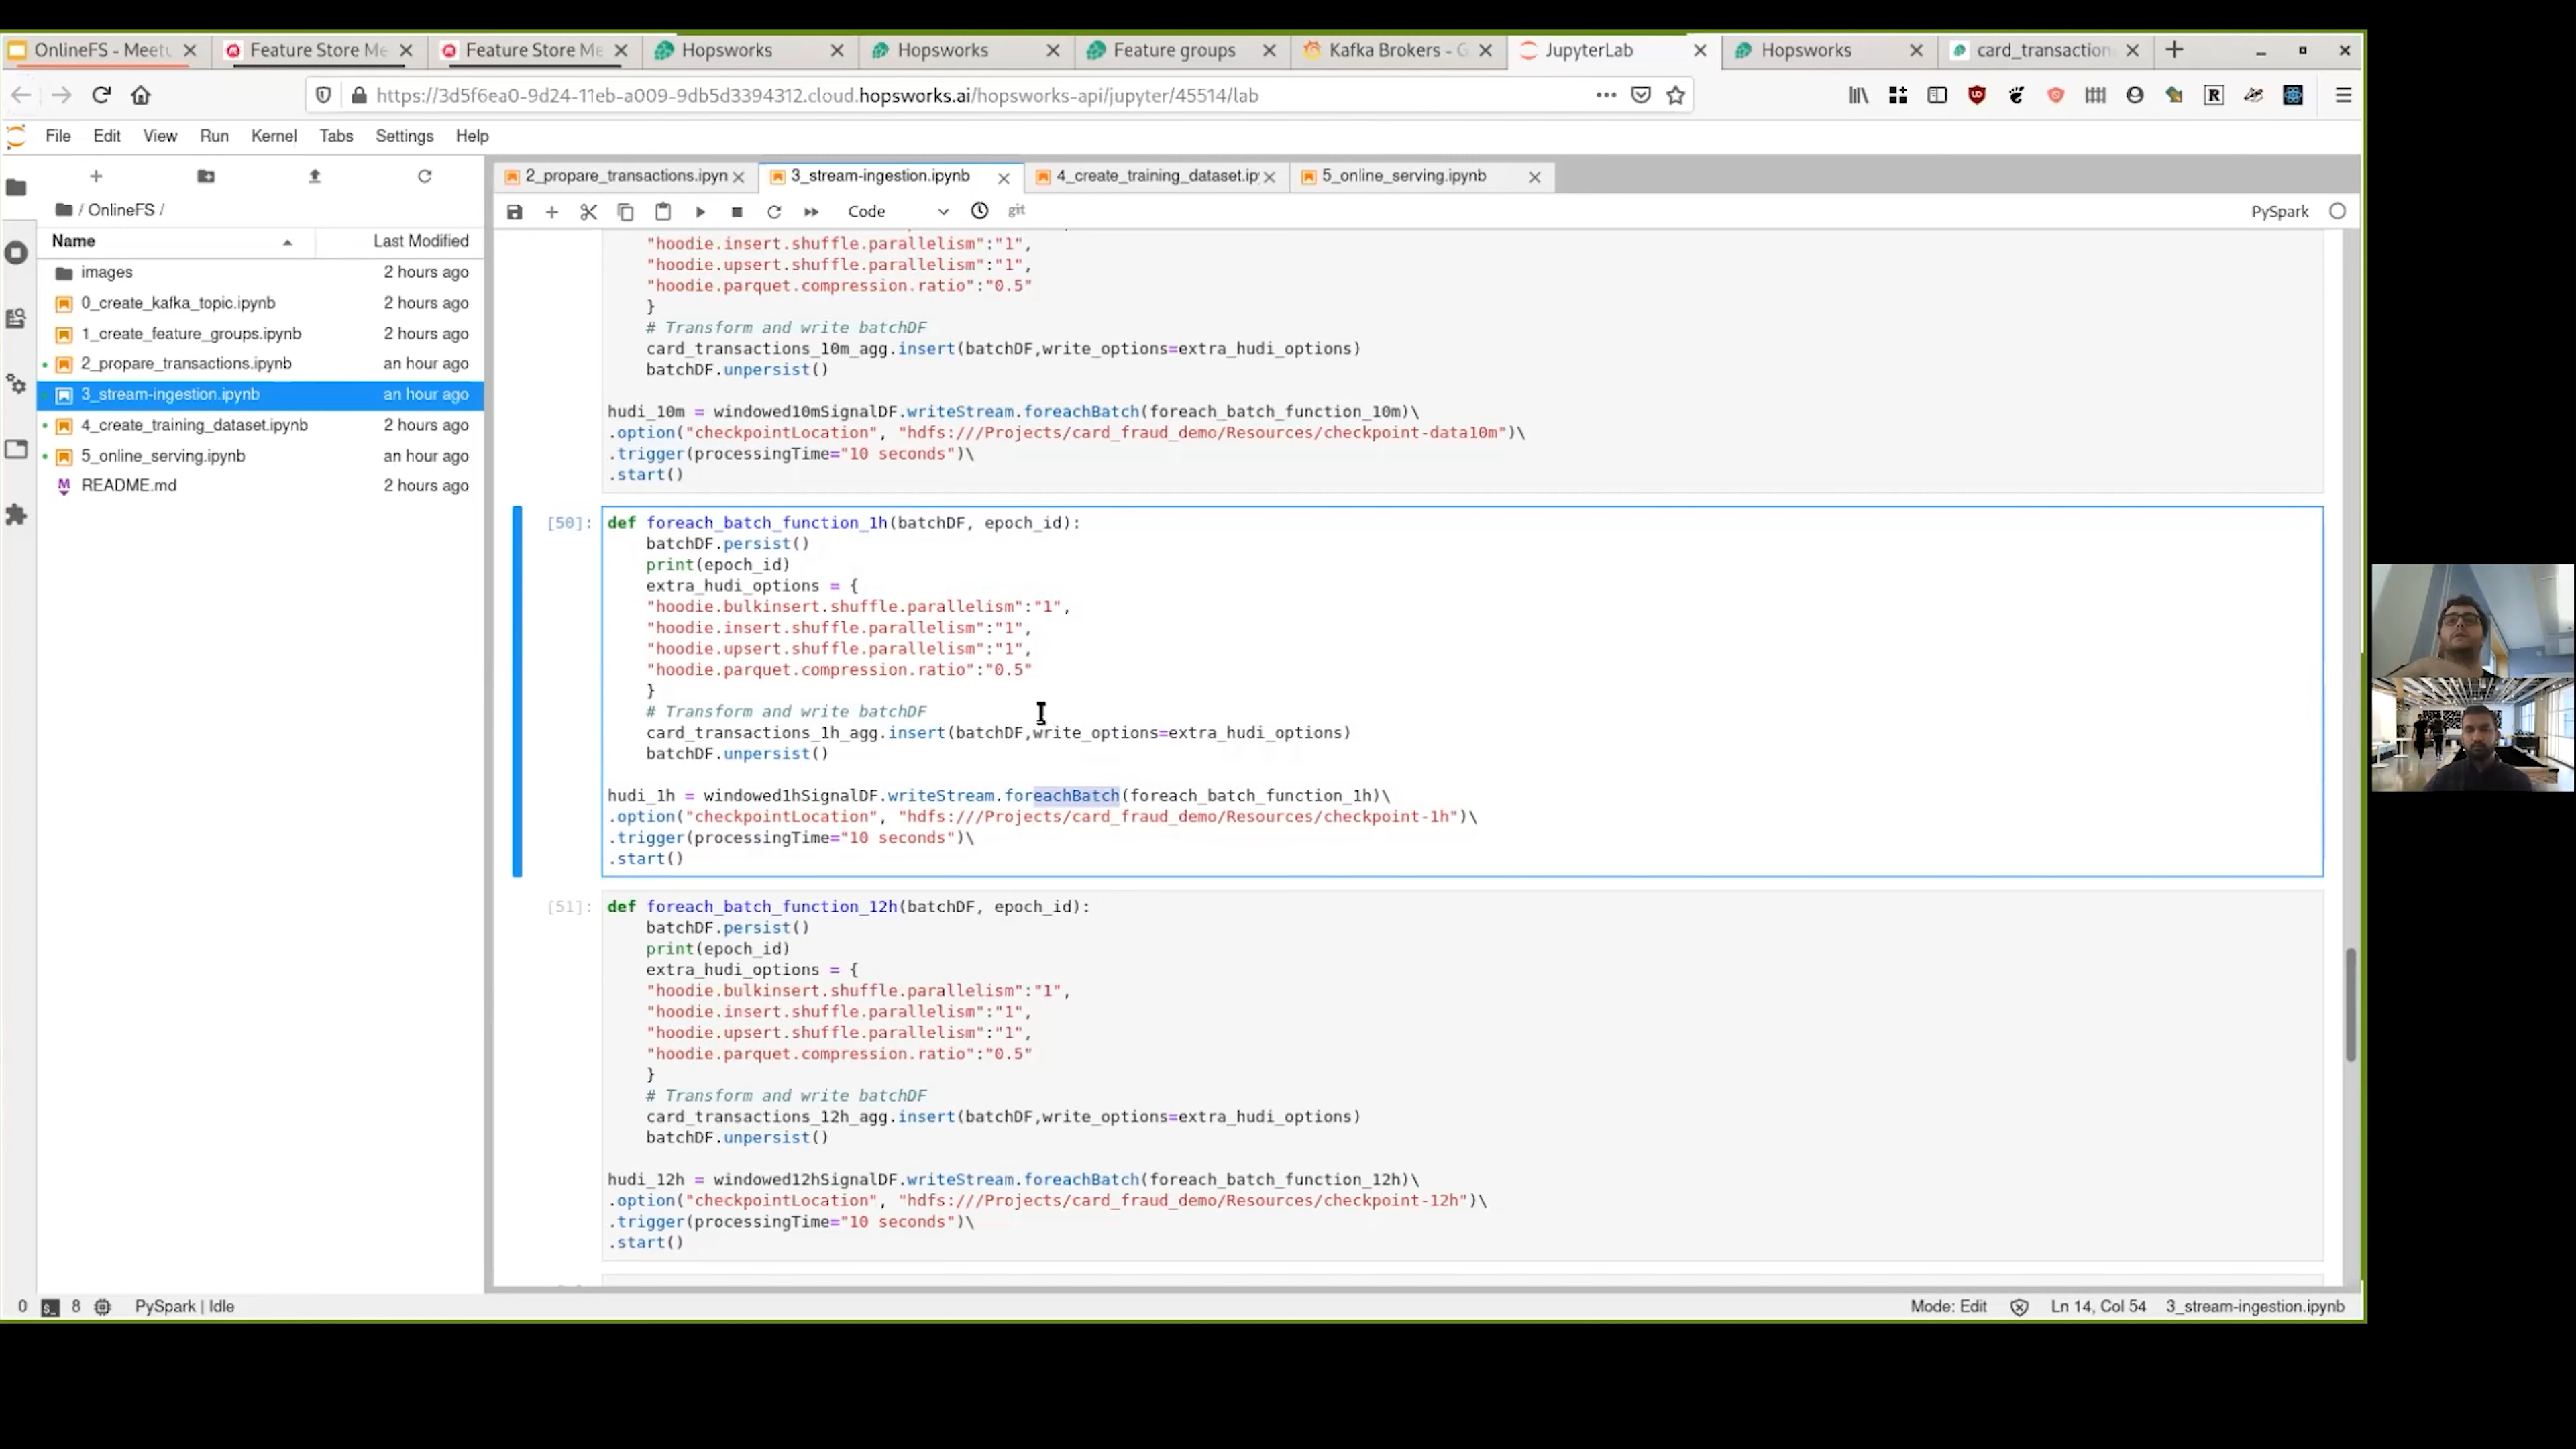 OnlineFS - Meetu
Feature Store Me
Feature Store Me
Hopsworks
Hopsworks
Feature groups
Kafka Brokers - G
JupyterLab
Hopsworks
card_transaction
https://3d5f6ea0-9d24-11eb-a009-9db5d3394312.cloud.hopsworks.ai/hopsworks-api/jupyter/45514/lab
File Edit View Run Kernel Tabs Settings Help
/ OnlineFS /
Name Last Modified
images 2 hours ago
0_create_kafka_topic.ipynb 2 hours ago
1_create_feature_groups.ipynb 2 hours ago
2_propare_transactions.ipynb an hour ago
3_stream-ingestion.ipynb an hour ago
4_create_training_dataset.ipynb 2 hours ago
5_online_serving.ipynb an hour ago
README.md 2 hours ago
2_propare_transactions.ipyn
3_stream-ingestion.ipynb
4_create_training_dataset.ip
5_online_serving.ipynb
Code git PySpark
"hoodie.insert.shuffle.parallelism":"1",
"hoodie.upsert.shuffle.parallelism":"1",
"hoodie.parquet.compression.ratio":"0.5"
}
# Transform and write batchDF
card_transactions_10m_agg.insert(batchDF,write_options=extra_hudi_options)
batchDF.unpersist()
hudi_10m = windowed10mSignalDF.writeStream.foreachBatch(foreach_batch_function_10m)\
.option("checkpointLocation", "hdfs:///Projects/card_fraud_demo/Resources/checkpoint-data10m")\
.trigger(processingTime="10 seconds")\
.start()
[50]: def foreach_batch_function_1h(batchDF, epoch_id):
batchDF.persist()
print(epoch_id)
extra_hudi_options = {
"hoodie.bulkinsert.shuffle.parallelism":"1",
"hoodie.insert.shuffle.parallelism":"1",
"hoodie.upsert.shuffle.parallelism":"1",
"hoodie.parquet.compression.ratio":"0.5"
}
# Transform and write batchDF
card_transactions_1h_agg.insert(batchDF,write_options=extra_hudi_options)
batchDF.unpersist()
hudi_1h = windowed1hSignalDF.writeStream.foreachBatch(foreach_batch_function_1h)\
.option("checkpointLocation", "hdfs:///Projects/card_fraud_demo/Resources/checkpoint-1h")\
.trigger(processingTime="10 seconds")\
.start()
[51]: def foreach_batch_function_12h(batchDF, epoch_id):
batchDF.persist()
print(epoch_id)
extra_hudi_options = {
"hoodie.bulkinsert.shuffle.parallelism":"1",
"hoodie.insert.shuffle.parallelism":"1",
"hoodie.upsert.shuffle.parallelism":"1",
"hoodie.parquet.compression.ratio":"0.5"
}
# Transform and write batchDF
card_transactions_12h_agg.insert(batchDF,write_options=extra_hudi_options)
batchDF.unpersist()
hudi_12h = windowed12hSignalDF.writeStream.foreachBatch(foreach_batch_function_12h)\
.option("checkpointLocation", "hdfs:///Projects/card_fraud_demo/Resources/checkpoint-12h")\
.trigger(processingTime="10 seconds")\
.start()
0 8 PySpark | Idle Mode: Edit Ln 14, Col 54 3_stream-ingestion.ipynb